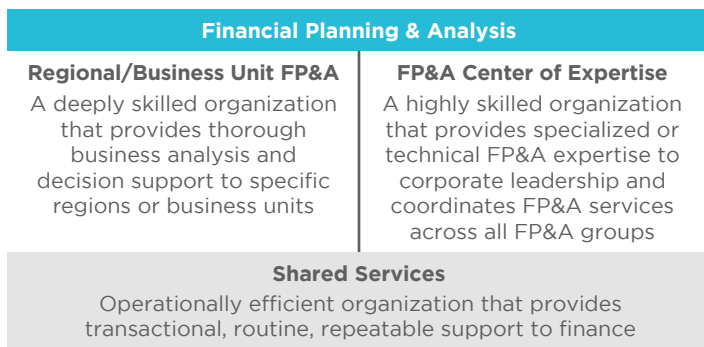 Financial Planning & Analysis
Regional/Business Unit FP&A
A deeply skilled organization
that provides thorough
business analysis and
decision support to specific
regions or business units
FP&A Center of Expertise
A highly skilled organization
that provides specialized or
technical FP&A expertise to
corporate leadership and
coordinates FP&A services
across all FP&A groups
Shared Services
Operationally efficient organization that provides
transactional, routine, repeatable support to finance